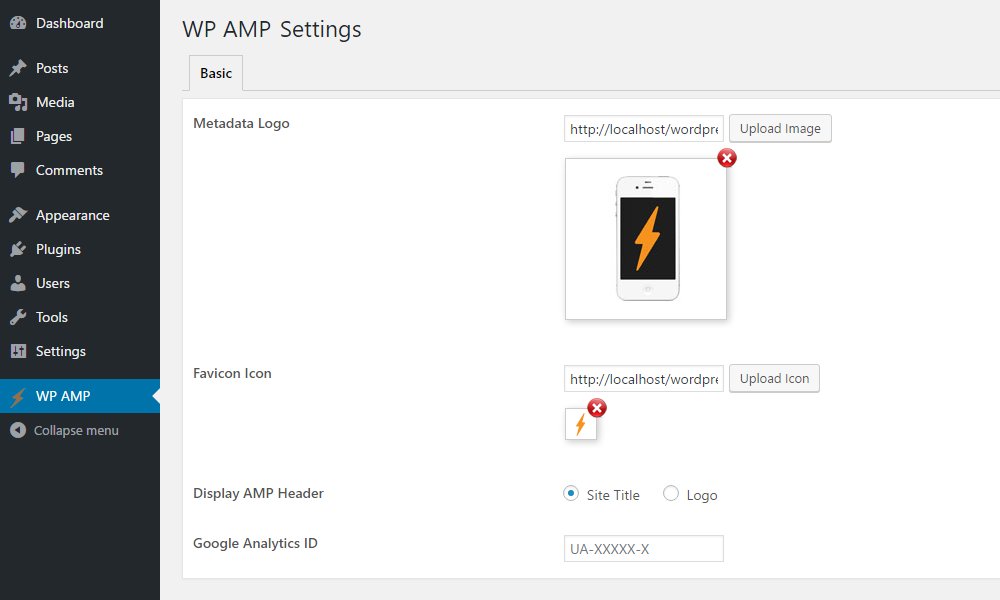 Dashboard
Posts
Media
Pages
Comments
Appearance
Plugins
Users
Tools
Settings
WP AMP
Collapse menu
WP AMP Settings
Basic
Metadata Logo
http://localhost/wordpre Upload Image
Favicon Icon
http://localhost/wordpre Upload Icon
Display AMP Header
Site Title Logo
Google Analytics ID
UA-XXXXX-X